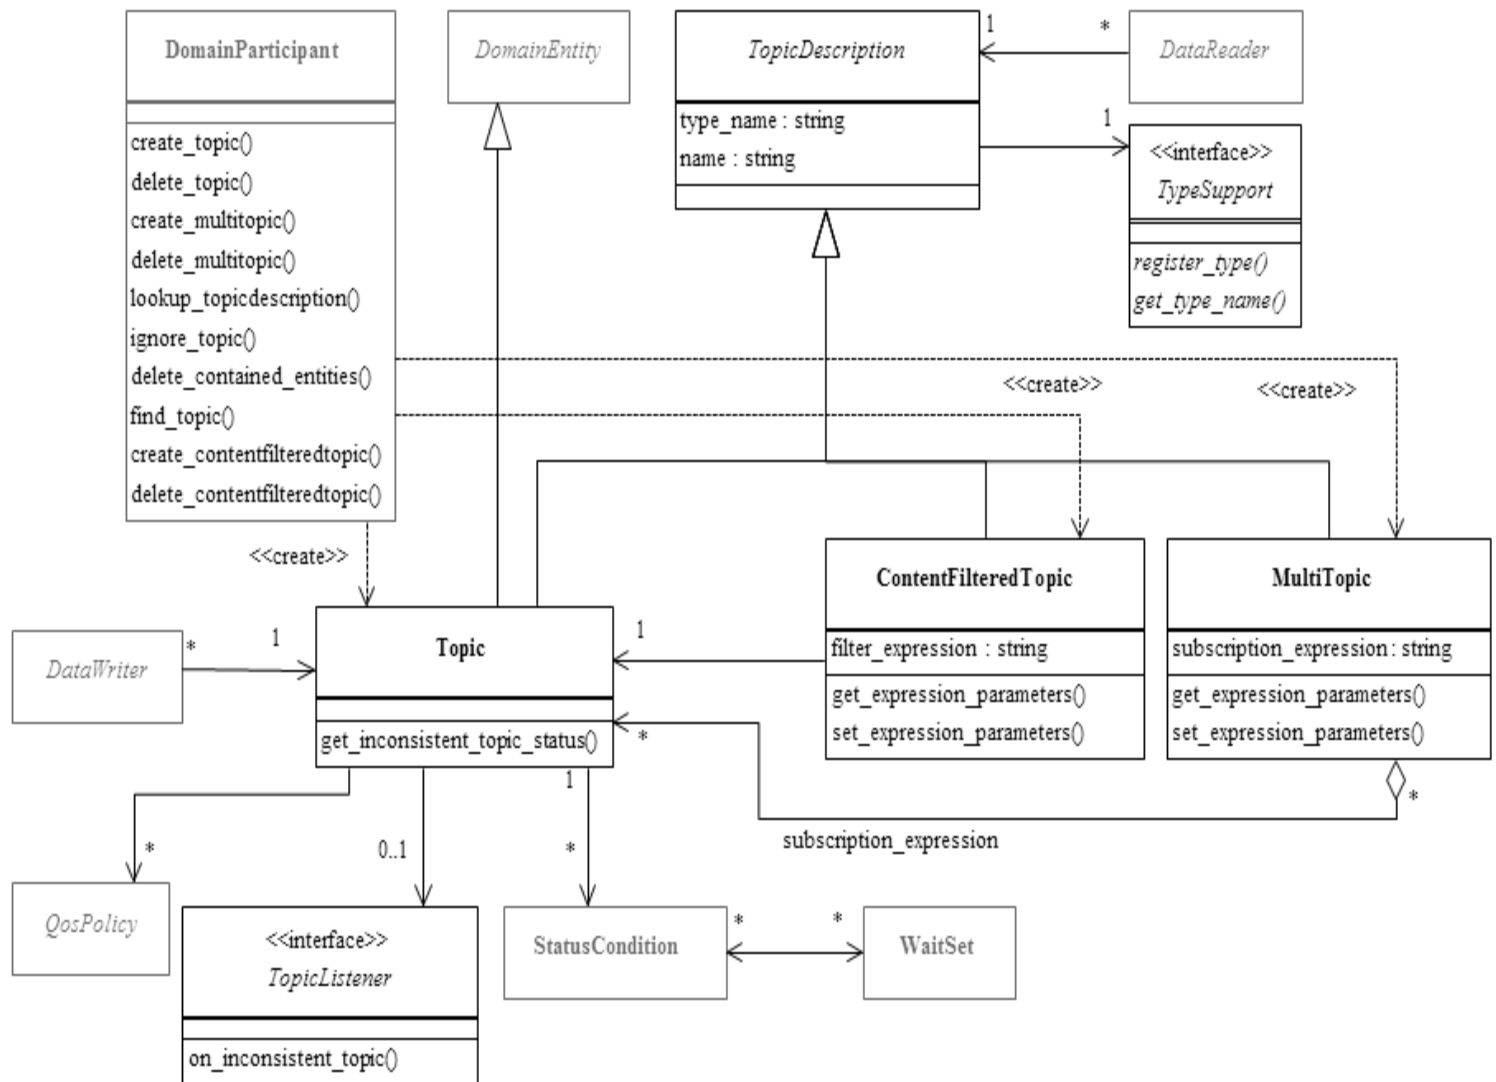 DomainParticipant
create_topic()
delete_topic()
create_multitopic()
delete_multitopic()
lookup_topicdescription()
ignore_topic()
delete_contained_entities()
find_topic()
create_contentfilteredtopic()
delete_contentfilteredtopic()
DomainEntity
TopicDescription
type_name : string
name : string
1
*
DataReader
1
<<interface>>
TypeSupport
register_type()
get_type_name()
<<create>>
<<create>>
<<create>>
ContentFilteredTopic
filter_expression : string
get_expression_parameters()
set_expression_parameters()
MultiTopic
subscription_expression : string
get_expression_parameters()
set_expression_parameters()
DataWriter
*
1
Topic
get_inconsistent_topic_status()
1
*
*
subscription_expression
*
QosPolicy
0..1
<<interface>>
TopicListener
on_inconsistent_topic()
1
*
StatusCondition
*
*
WaitSet